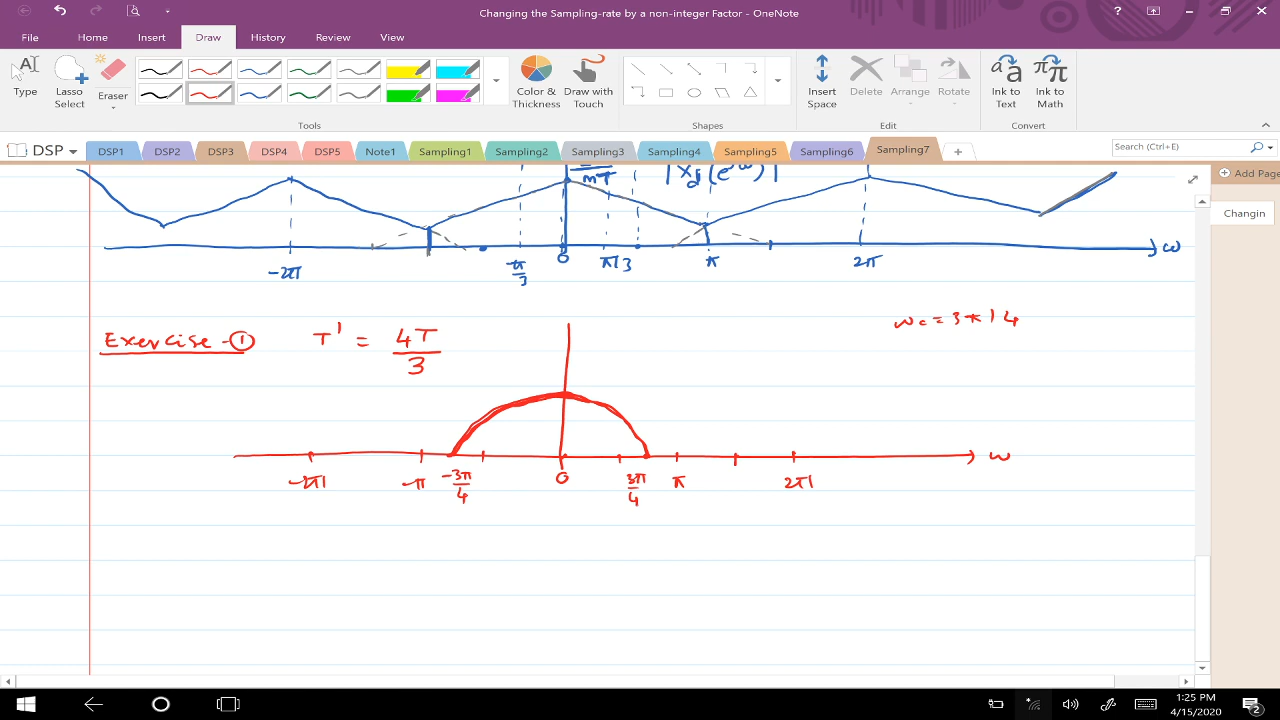 Changing the Sampling-rate by a non-integer Factor - OneNote
File Home Insert Draw History Review View
Type
Lasso Select
Eraser
Color & Thickness
Draw with Touch
Insert Space
Delete
Arrange
Rotate
Ink to Text
Ink to Math
Tools
Shapes
Edit
Convert
DSP
DSP1 DSP2 DSP3 DSP4 DSP5 Note1 Sampling1 Sampling2 Sampling3 Sampling4 Sampling5 Sampling6 Sampling7
Search (Ctrl+E)
Add Page
Changin
MT
|Xd(e^jω)|
-2π -π/3 0 π/3 π 2π ω
Exercise-① T' = 4T/3
ωc = 3π/4
-2π -π -3π/4 0 3π/4 π 2π ω
1:25 PM
4/15/2020
2